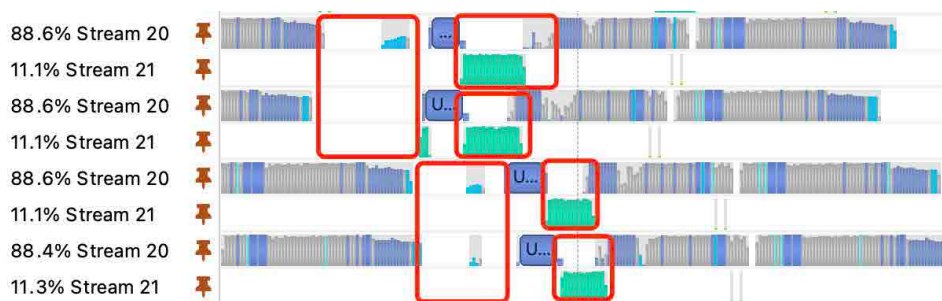 88.6% Stream 20 ...
11.1% Stream 21
88.6% Stream 20 U...
11.1% Stream 21
88.6% Stream 20 U...
11.1% Stream 21
88.4% Stream 20 U...
11.3% Stream 21